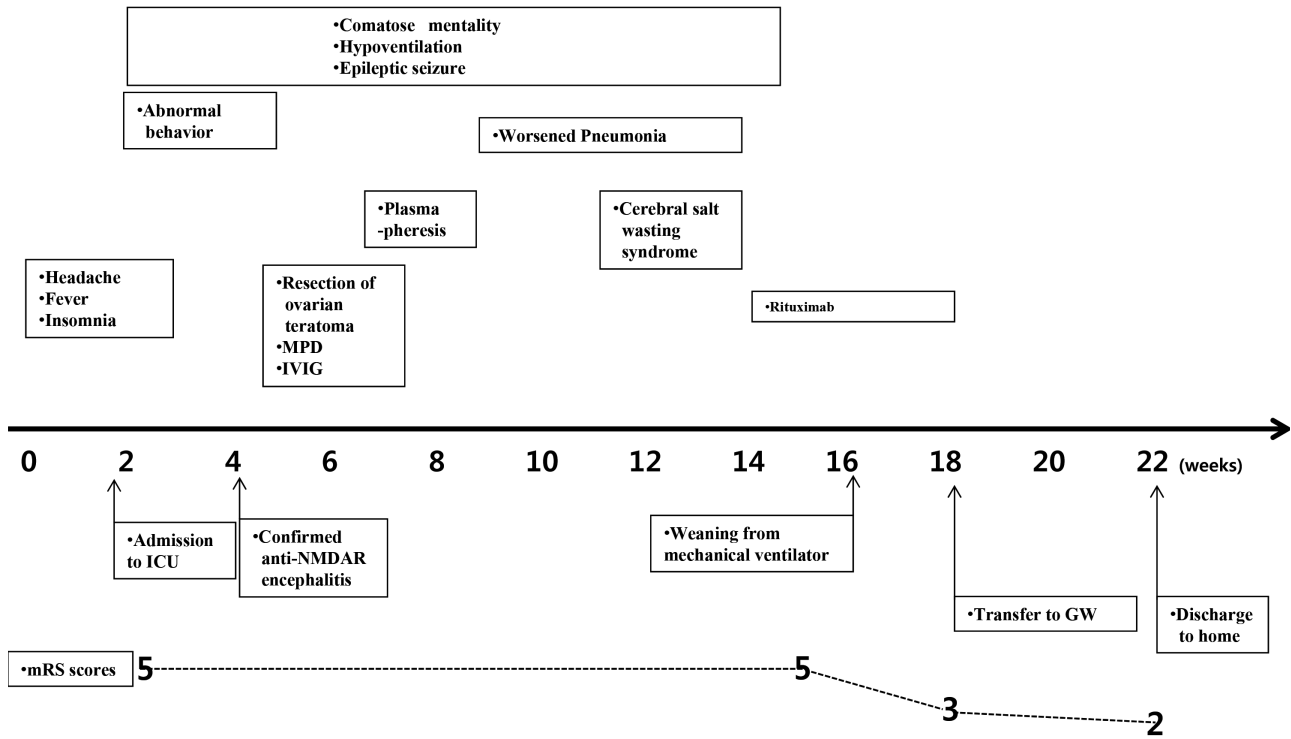 •Comatose mentality
•Hypoventilation
•Epileptic seizure
•Abnormal
behavior
•Worsened Pneumonia
•Plasma
-pheresis
•Cerebral salt
wasting
syndrome
•Headache
•Fever
•Insomnia
•Resection of
ovarian
teratoma
•MPD
•IVIG
•Rituximab
0 2 4 6 8 10 12 14 16 18 20 22 (weeks)
•Admission
to ICU
•Confirmed
anti-NMDAR
encephalitis
•Weaning from
mechanical ventilator
•Transfer to GW
•Discharge
to home
•mRS scores
5 5 3 2